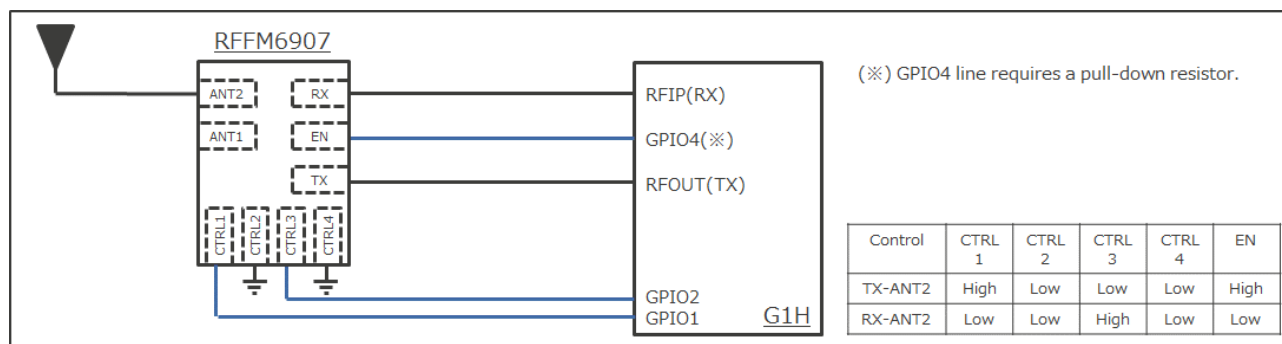 RFFM6907
(※) GPIO4 line requires a pull-down resistor.
ANT2
RX
RFIP(RX)
ANT1
EN
GPIO4(※)
TX
RFOUT(TX)
CTRL1
CTRL2
CTRL3
CTRL4
GPIO2
GPIO1
G1H
Control CTRL 1 CTRL 2 CTRL 3 CTRL 4 EN
TX-ANT2 High Low Low Low High
RX-ANT2 Low Low High Low Low